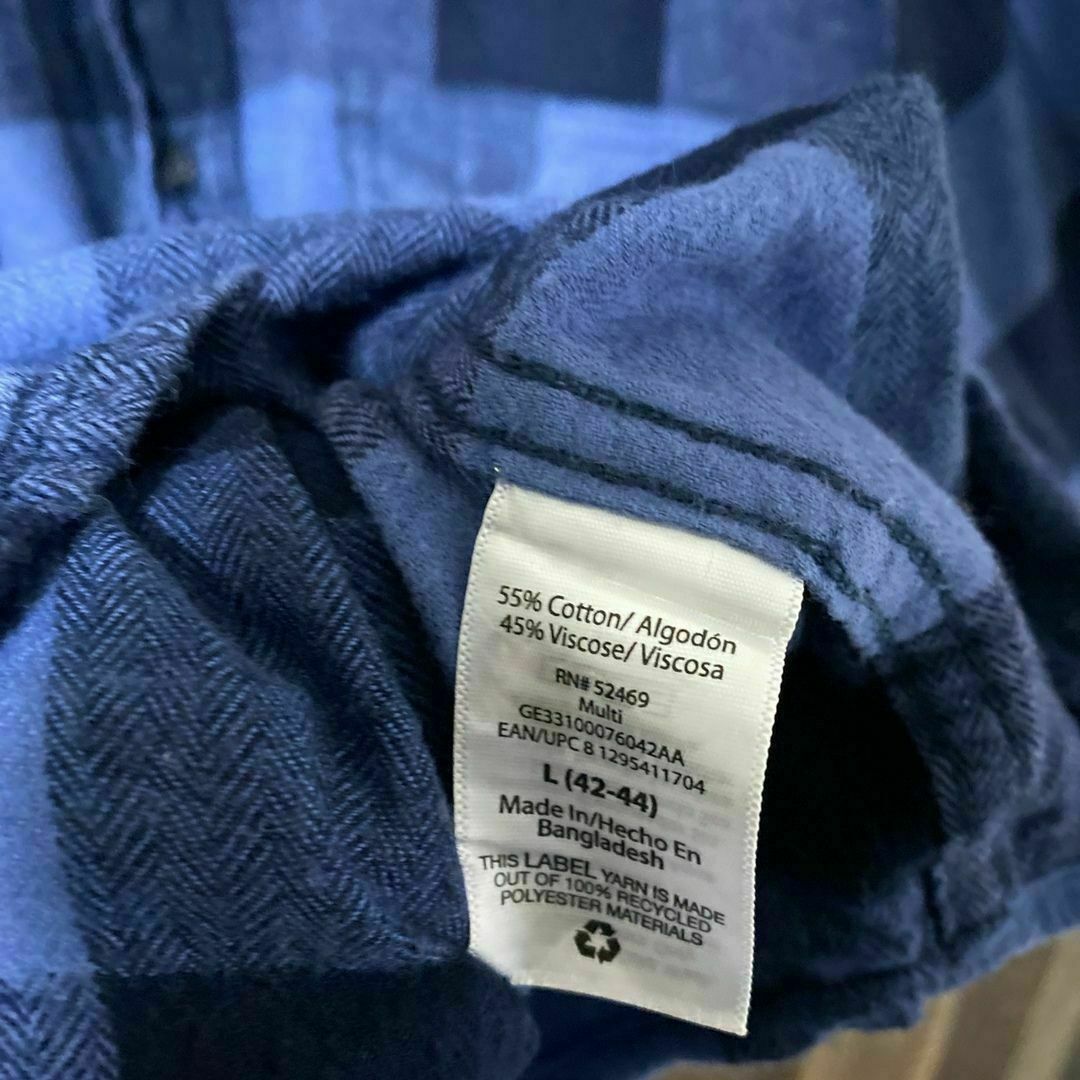 55% Cotton/ Algodón
45% Viscose/ Viscosa
RN# 52469
Multi
GE33100076042AA
EAN/UPC 8 1295411704
L (42-44)
Made In/Hecho En
Bangladesh
THIS LABEL YARN IS MADE
OUT OF 100% RECYCLED
POLYESTER MATERIALS